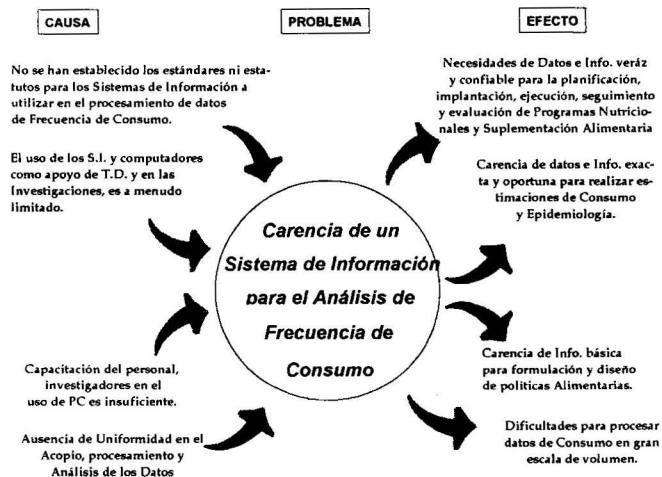 CAUSA
PROBLEMA
EFECTO
No se han establecido los estándares ni esta-
tutos para los Sistemas de Información a
utilizar en el procesamiento de datos
de Frecuencia de Consumo.
El uso de los S.I. y computadores
como apoyo de T.D. y en las
Investigaciones, es a menudo
limitado.
Capacitación del personal,
investigadores en el
uso de PC es insuficiente.
Ausencia de Uniformidad en el
Acopio, procesamiento y
Análisis de los Datos
Carencia de un
Sistema de Información
para el Análisis de
Frecuencia de
Consumo
Necesidades de Datos e Info. veráz
y confiable para la planificación,
implantación, ejecución, seguimiento
y evaluación de Programas Nutricio-
nales y Suplementación Alimentaria
Carencia de datos e Info. exac-
ta y oportuna para realizar es-
timaciones de Consumo
y Epidemiología.
Carencia de Info. básica
para formulación y diseño
de políticas Alimentarias.
Dificultades para procesar
datos de Consumo en gran
escala de volumen.